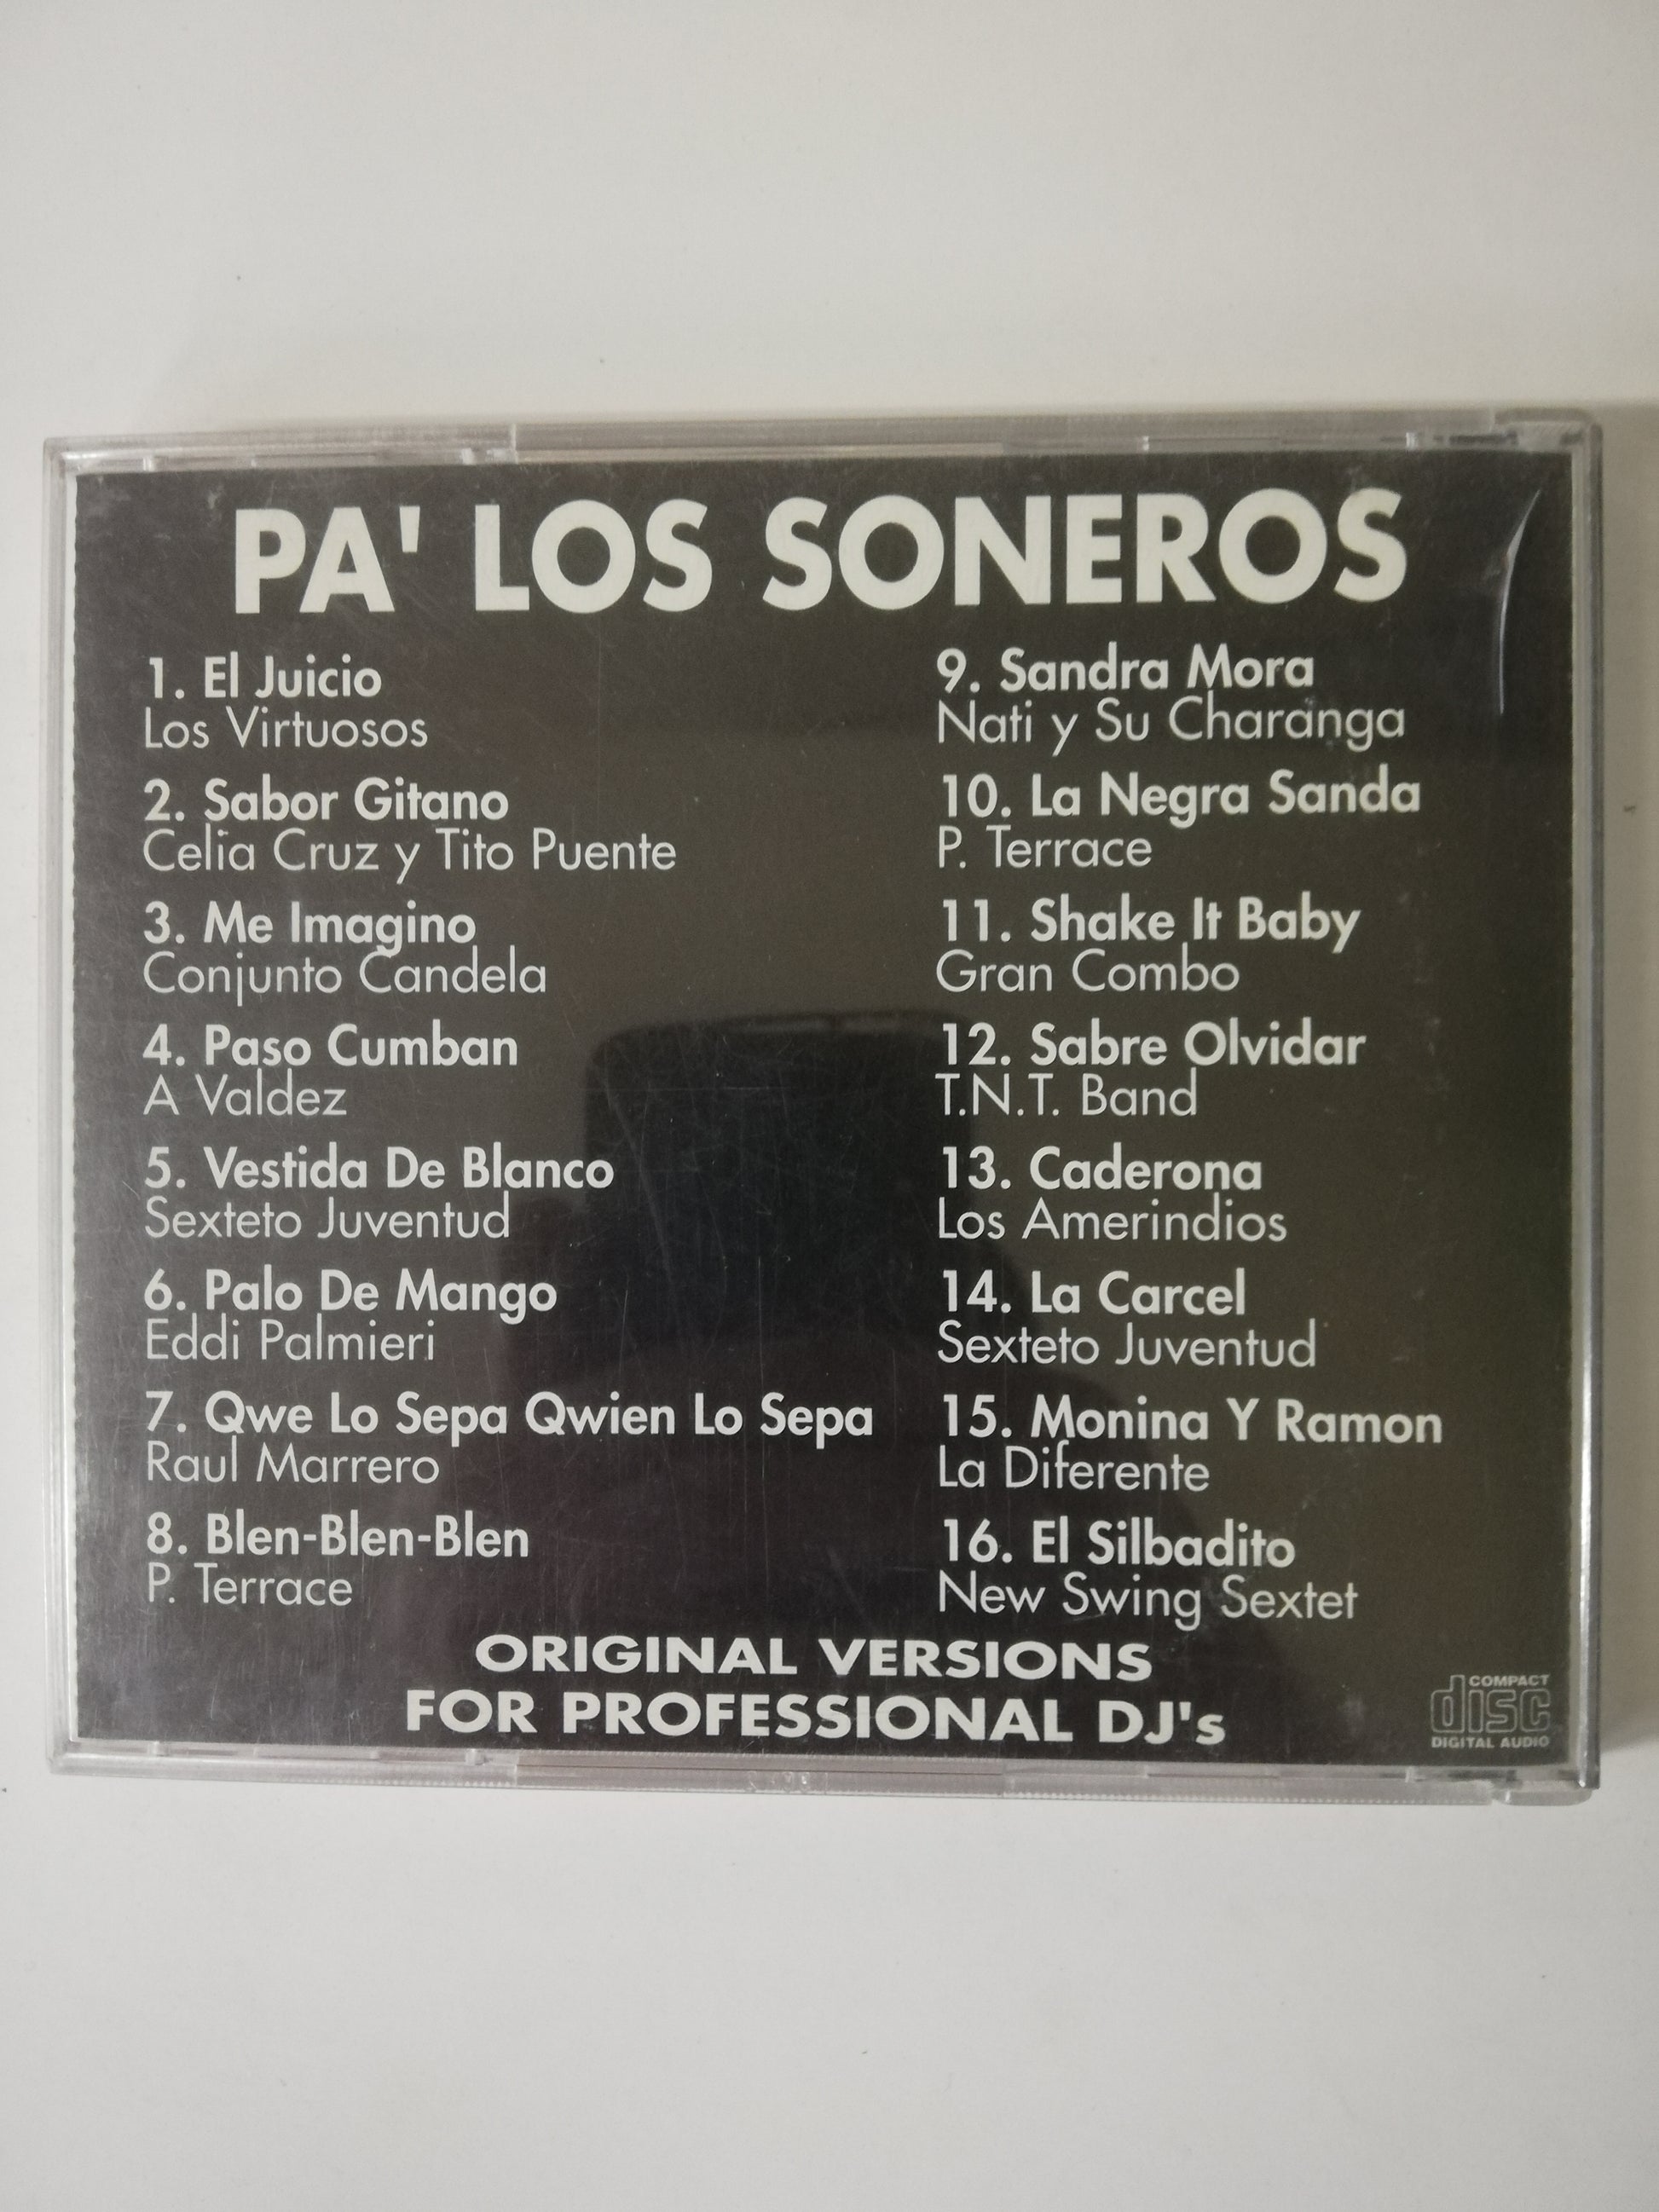 PA' LOS SONEROS
1. El Juicio
Los Virtuosos
2. Sabor Gitano
Celia Cruz y Tito Puente
3. Me Imagino
Conjunto Candela
4. Paso Cumban
A Valdez
5. Vestida De Blanco
Sexteto Juventud
6. Palo De Mango
Eddi Palmieri
7. Qwe Lo Sepa Qwien Lo Sepa
Raul Marrero
8. Blen-Blen-Blen
P. Terrace
9. Sandra Mora
Nati y Su Charanga
10. La Negra Sanda
P. Terrace
11. Shake It Baby
Gran Combo
12. Sabre Olvidar
T.N.T. Band
13. Caderona
Los Amerindios
14. La Carcel
Sexteto Juventud
15. Monina Y Ramon
La Diferente
16. El Silbadito
New Swing Sextet
ORIGINAL VERSIONS
FOR PROFESSIONAL DJ's
COMPACT
disc
DIGITAL AUDIO